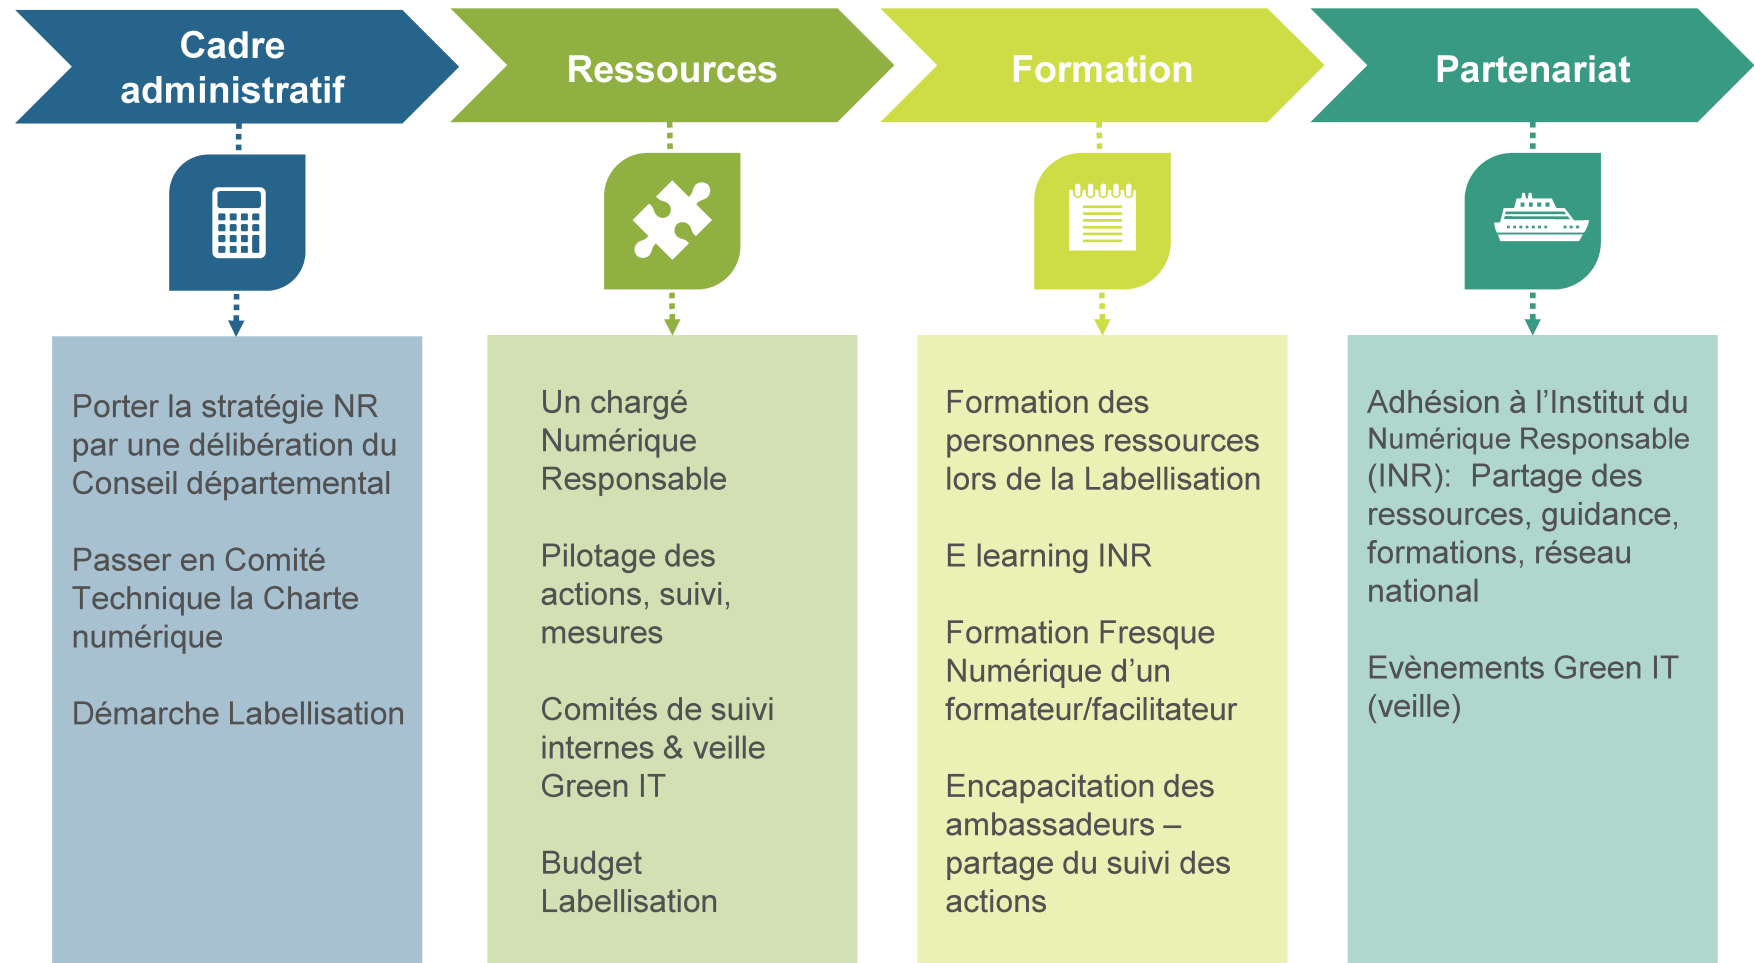 Cadre
administratif
Ressources
Formation
Partenariat
Porter la stratégie NR
par une délibération du
Conseil départemental
Passer en Comité
Technique la Charte
numérique
Démarche Labellisation
Un chargé
Numérique
Responsable
Pilotage des
actions, suivi,
mesures
Comités de suivi
internes & veille
Green IT
Budget
Labellisation
Formation des
personnes ressources
lors de la Labellisation
E learning INR
Formation Fresque
Numérique d’un
formateur/facilitateur
Encapacitation des
ambassadeurs –
partage du suivi des
actions
Adhésion à l’Institut du
Numérique Responsable
(INR):  Partage des
ressources, guidance,
formations, réseau
national
Evènements Green IT
(veille)